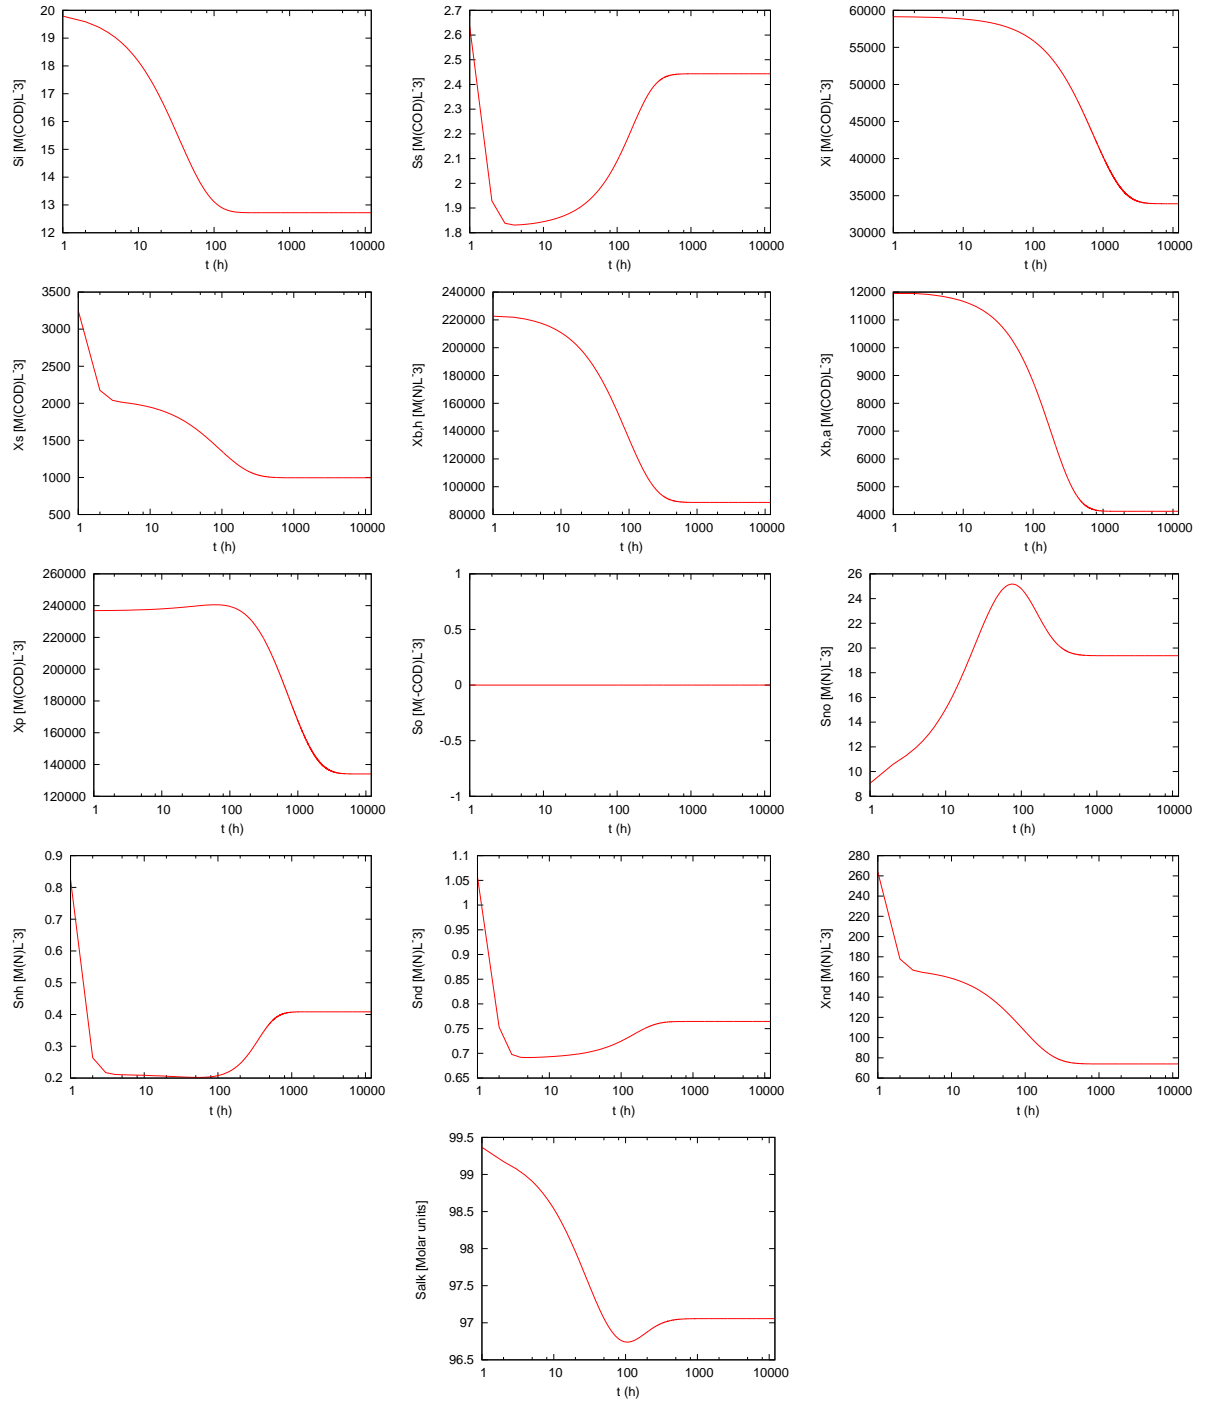 20
19
18
17
16
15
14
13
12
Si [M(COD)L^-3]
1 10 100 1000 10000
t (h)
2.7
2.6
2.5
2.4
2.3
2.2
2.1
2
1.9
1.8
Ss [M(COD)L^-3]
1 10 100 1000 10000
t (h)
60000
57000
54000
51000
48000
45000
42000
39000
36000
33000
30000
Xi [M(COD)L^-3]
1 10 100 1000 10000
t (h)
3500
3000
2500
2000
1500
1000
500
Xs [M(COD)L^-3]
1 10 100 1000 10000
t (h)
240000
220000
200000
180000
160000
140000
120000
100000
80000
Xb,h [M(N)L^-3]
1 10 100 1000 10000
t (h)
12000
11000
10000
9000
8000
7000
6000
5000
4000
Xb,a [M(COD)L^-3]
1 10 100 1000 10000
t (h)
260000
240000
220000
200000
180000
160000
140000
120000
Xp [M(COD)L^-3]
1 10 100 1000 10000
t (h)
1
0.5
0
-0.5
-1
So [M(-COD)L^-3]
1 10 100 1000 10000
t (h)
26
24
22
20
18
16
14
12
10
8
Sno [M(N)L^-3]
1 10 100 1000 10000
t (h)
0.9
0.8
0.7
0.6
0.5
0.4
0.3
0.2
Snh [M(N)L^-3]
1 10 100 1000 10000
t (h)
1.1
1.05
1
0.95
0.9
0.85
0.8
0.75
0.7
0.65
Snd [M(N)L^-3]
1 10 100 1000 10000
t (h)
280
260
240
220
200
180
160
140
120
100
80
60
Xnd [M(N)L^-3]
1 10 100 1000 10000
t (h)
99.5
99
98.5
98
97.5
97
96.5
Salk [Molar units]
1 10 100 1000 10000
t (h)